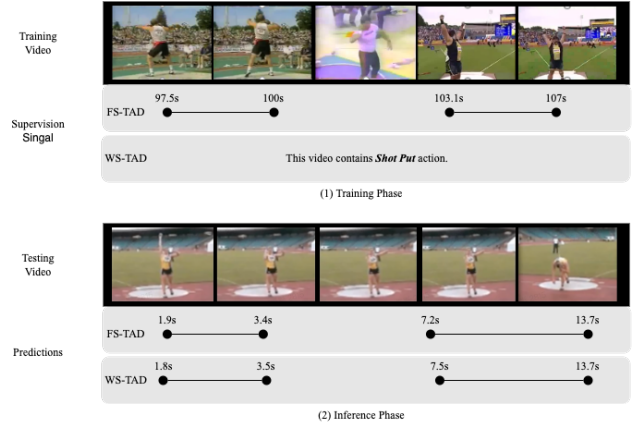 Training
Video
97.5s 100s 103.1s 107s
FS-TAD
Supervision
Singal
WS-TAD This video contains Shot Put action.
(1) Training Phase
Testing
Video
1.9s 3.4s 7.2s 13.7s
FS-TAD
Predictions
1.8s 3.5s 7.5s 13.7s
WS-TAD
(2) Inference Phase